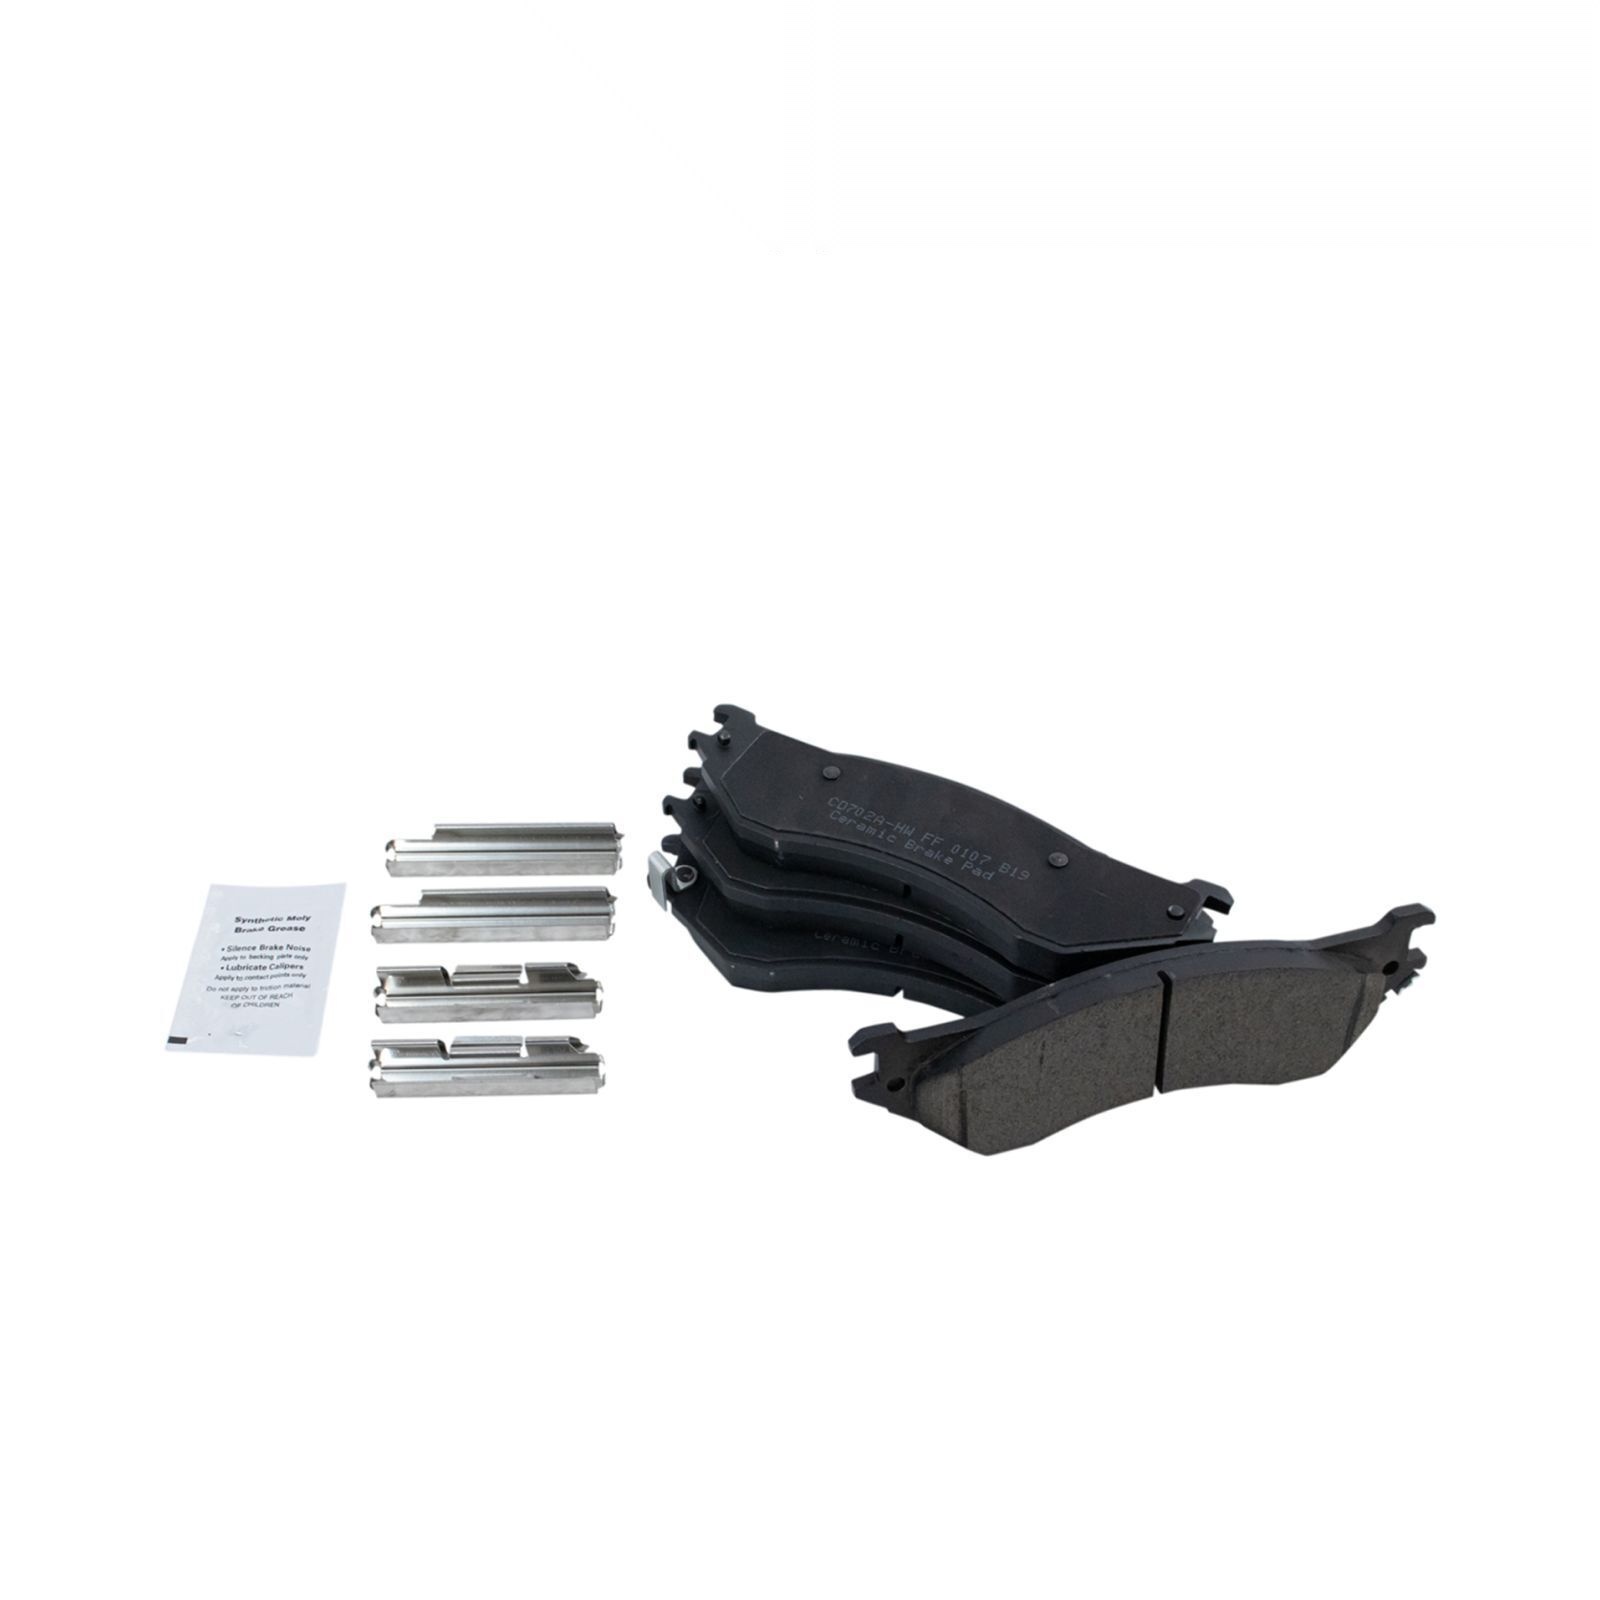 CD702A-HW FF 0107 B19
Ceramic Brake Pad
Ceramic
Synthetic Moly
Brake Grease
• Silence Brake Noise
Apply to backing plate only
• Lubricate Calipers
Apply to contact points only
Do not apply to friction material
KEEP OUT OF REACH
OF CHILDREN